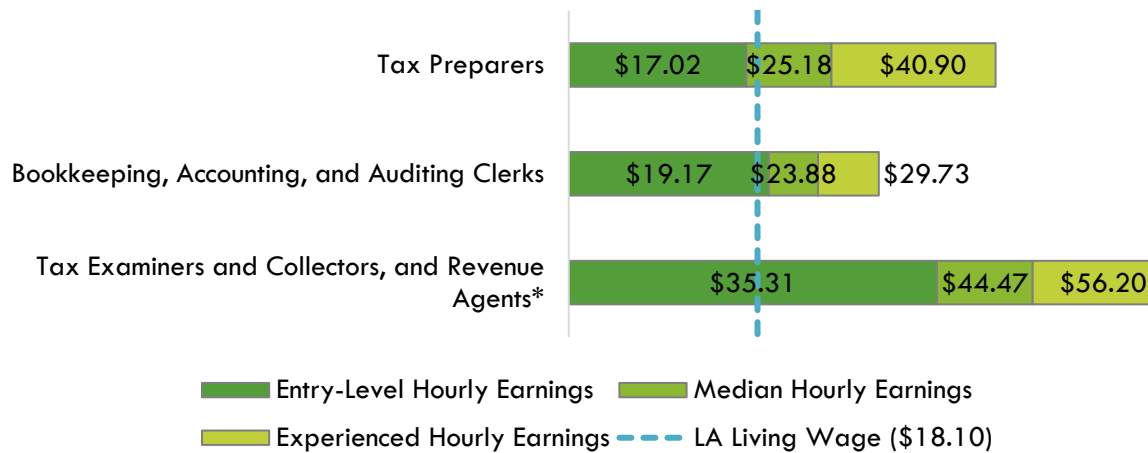 Tax Preparers
$17.02 $25.18 $40.90
Bookkeeping, Accounting, and Auditing Clerks
$19.17 $23.88 $29.73
Tax Examiners and Collectors, and Revenue
Agents*
$35.31 $44.47 $56.20
Entry-Level Hourly Earnings Median Hourly Earnings
Experienced Hourly Earnings LA Living Wage ($18.10)